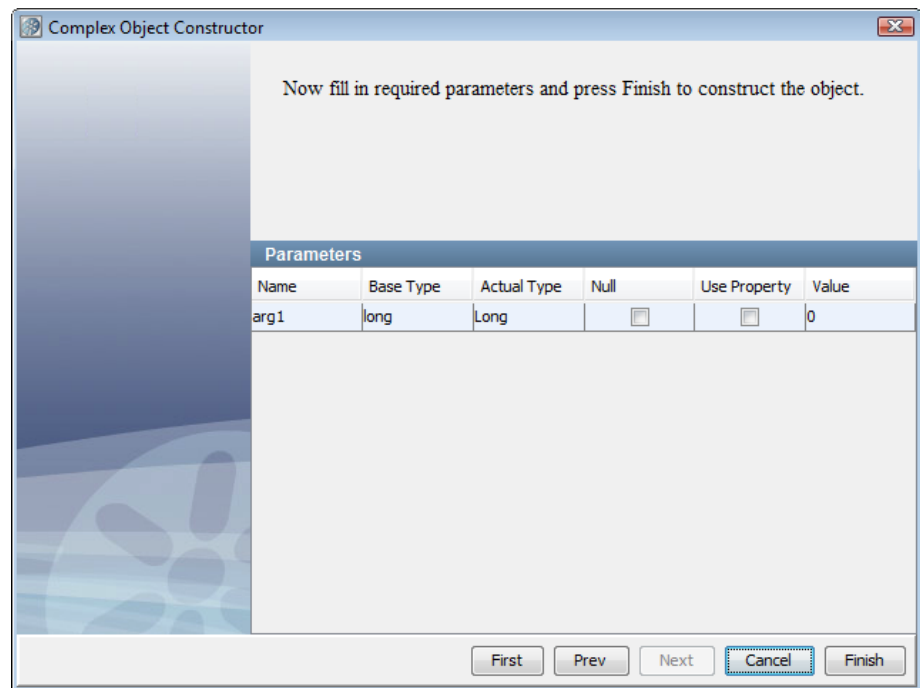 Complex Object Constructor
Now fill in required parameters and press Finish to construct the object.
Parameters
Name Base Type Actual Type Null Use Property Value
arg1 long Long 0
First Prev Next Cancel Finish